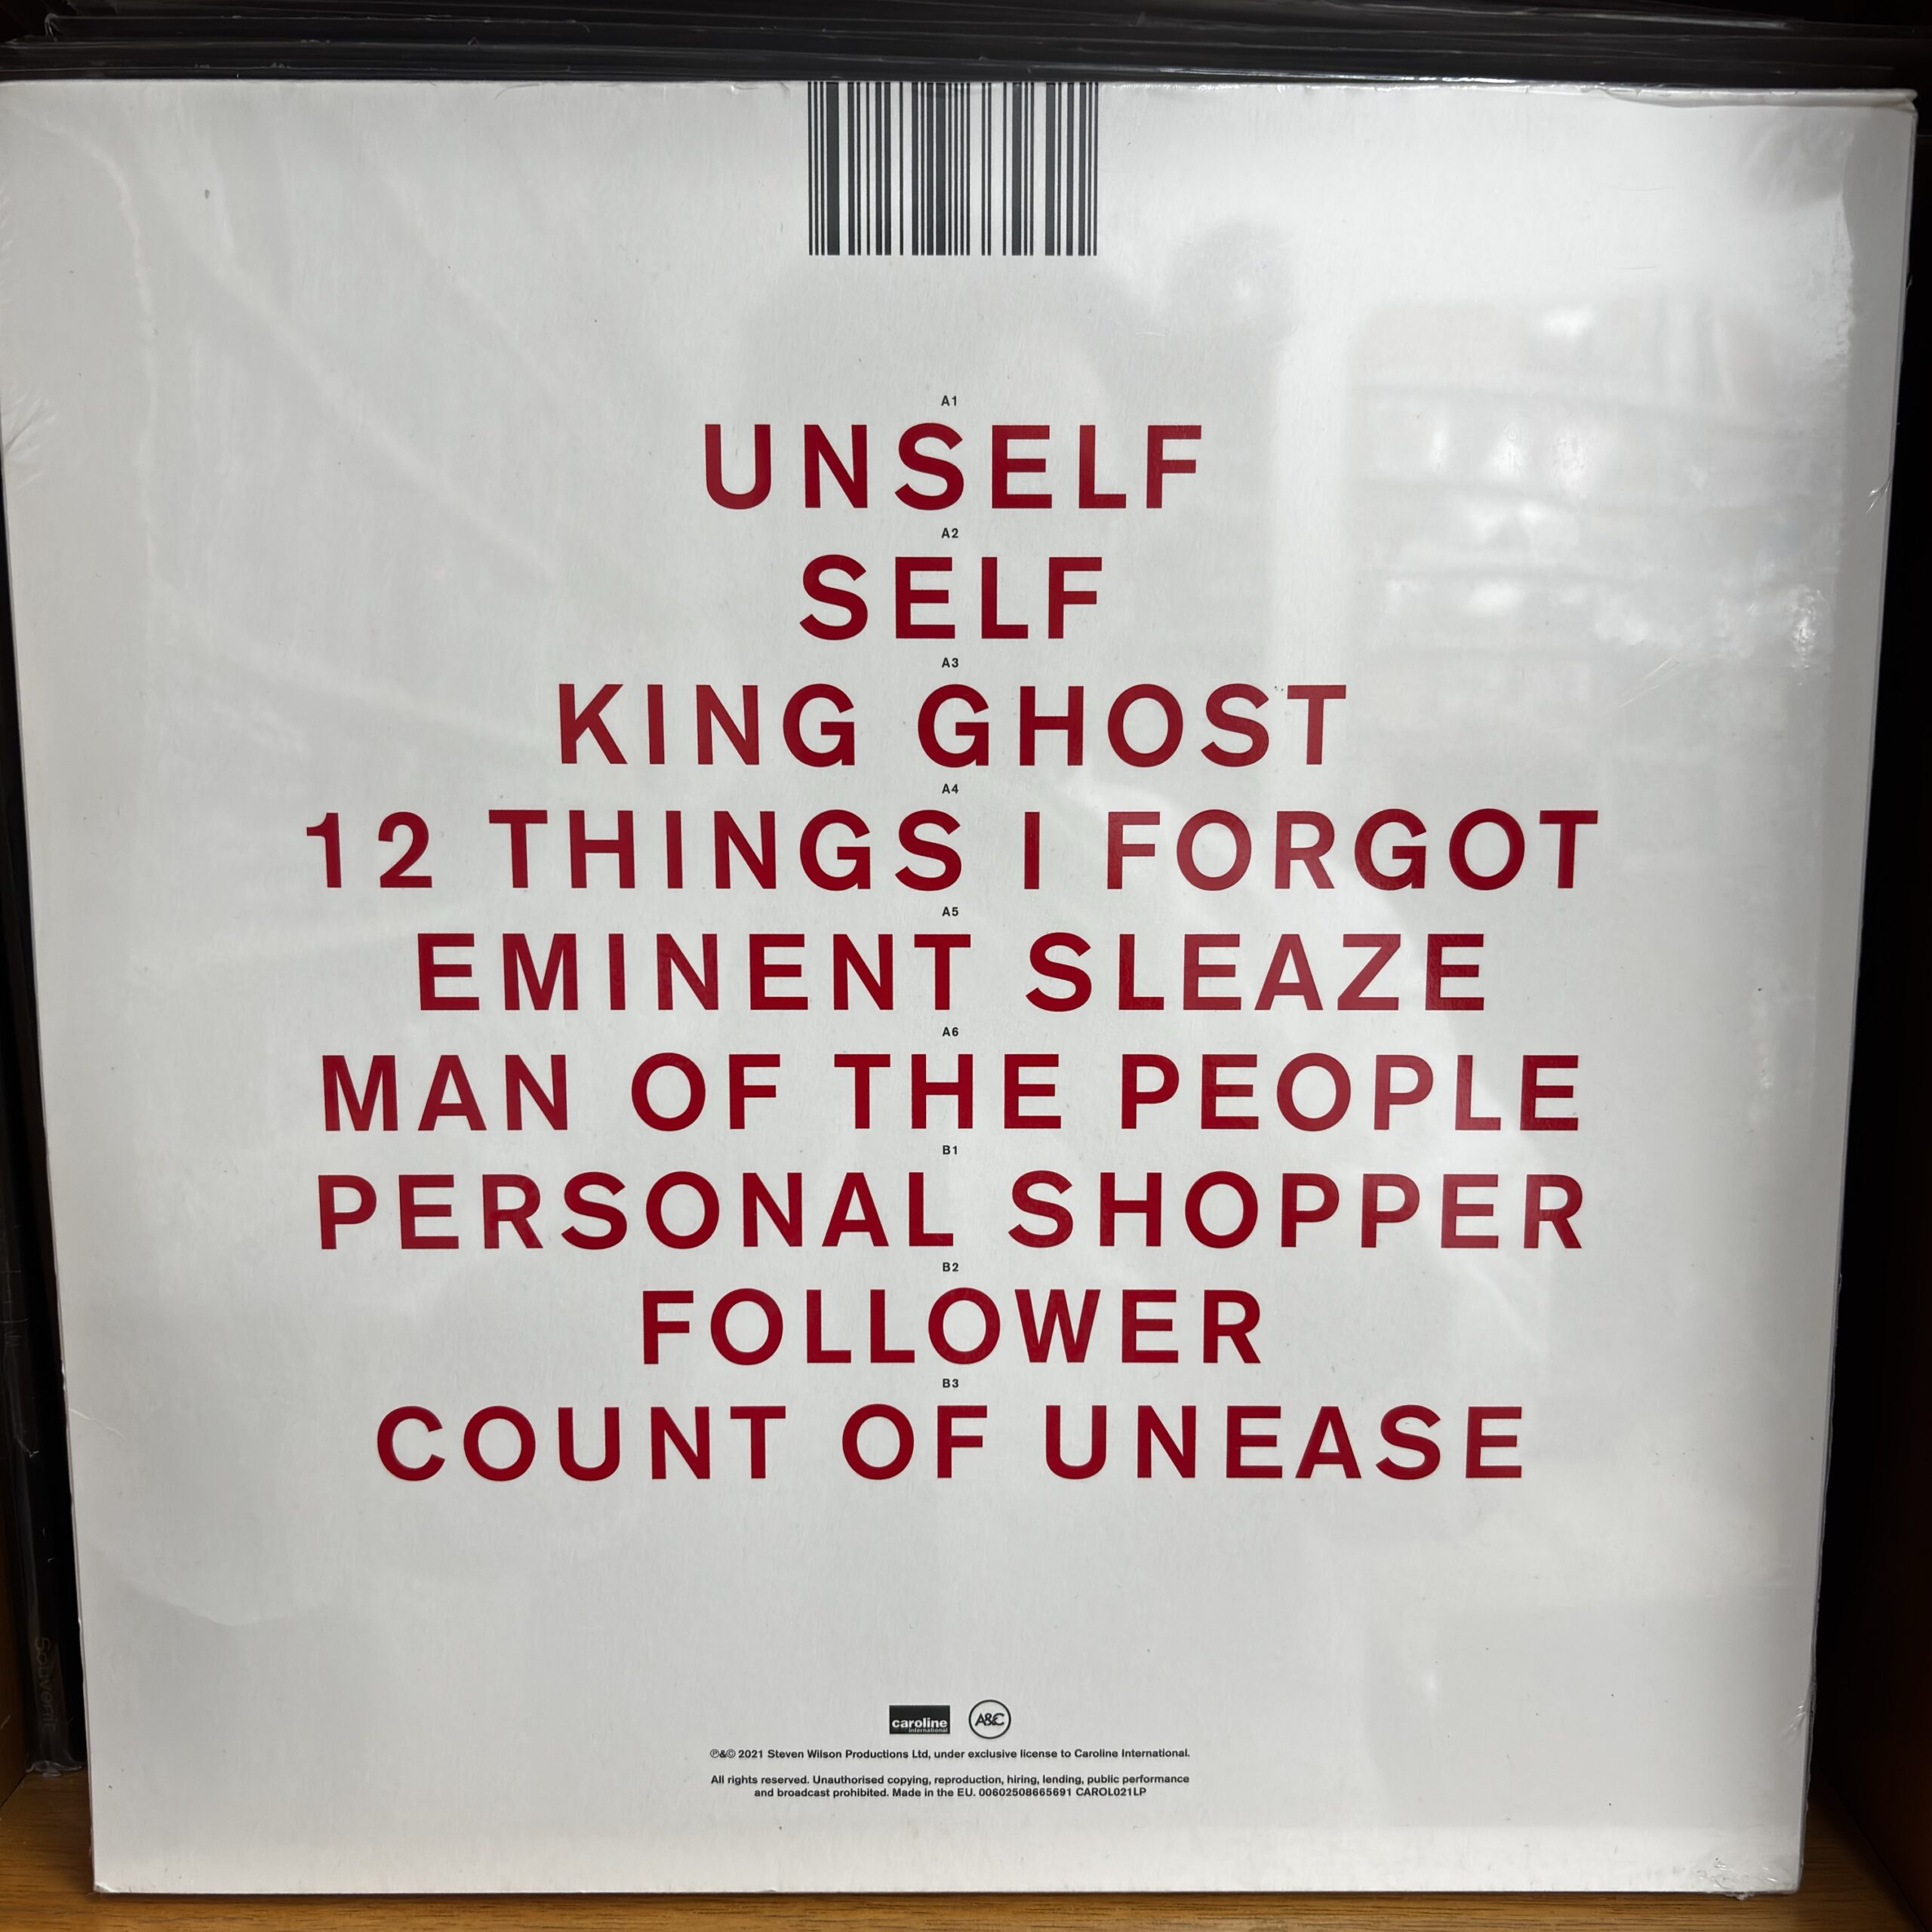 A1
UNSELF
A2
SELF
A3
KING GHOST
A4
12 THINGS I FORGOT
A5
EMINENT SLEAZE
A6
MAN OF THE PEOPLE
B1
PERSONAL SHOPPER
B2
FOLLOWER
B3
COUNT OF UNEASE
caroline
international
A&C
℗&© 2021 Steven Wilson Productions Ltd, under exclusive license to Caroline International.
All rights reserved. Unauthorised copying, reproduction, hiring, lending, public performance
and broadcast prohibited. Made in the EU. 00602508665691 CAROL021LP